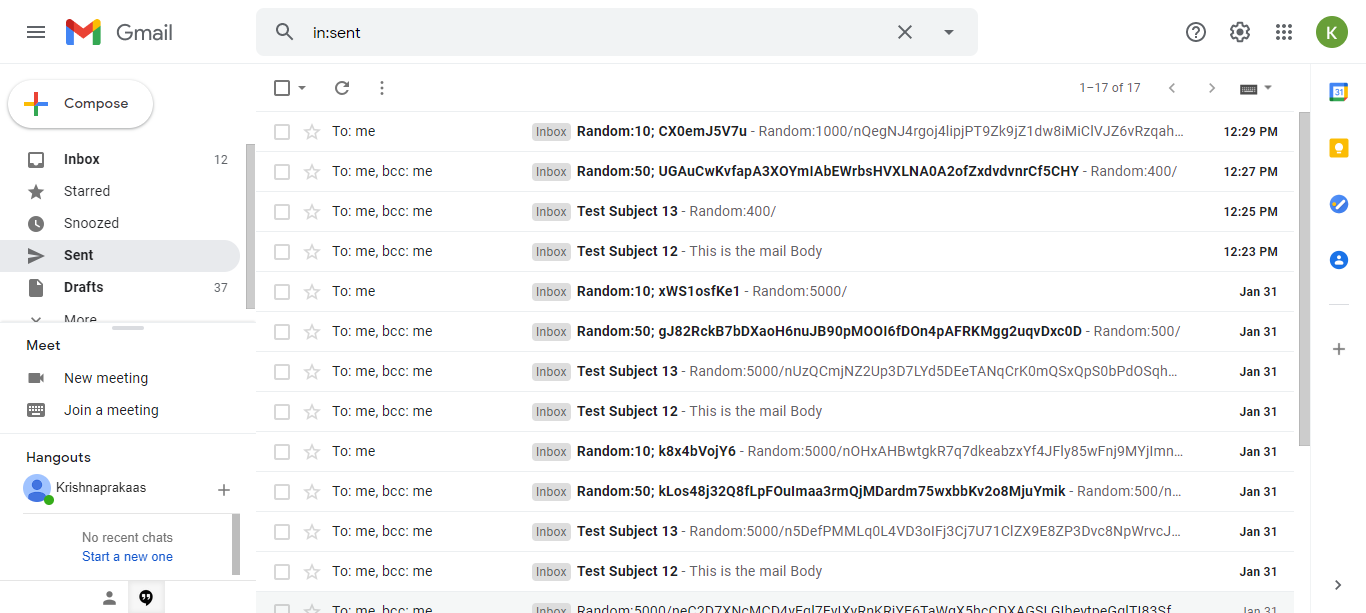 Gmail
in:sent
K
Compose
1–17 of 17
31
Inbox 12
Starred
Snoozed
Sent
Drafts 37
More
Meet
New meeting
Join a meeting
Hangouts
Krishnaprakaas
No recent chats
Start a new one
To: me Inbox Random:10; CX0emJ5V7u - Random:1000/nQegNJ4rgoj4lipjPT9Zk9jZ1dw8iMiClVJZ6vRzqah… 12:29 PM
To: me, bcc: me Inbox Random:50; UGAuCwKvfapA3XOYmIAbEWrbsHVXLNA0A2ofZxdvdvnrCf5CHY - Random:400/ 12:27 PM
To: me, bcc: me Inbox Test Subject 13 - Random:400/ 12:25 PM
To: me, bcc: me Inbox Test Subject 12 - This is the mail Body 12:23 PM
To: me Inbox Random:10; xWS1osfKe1 - Random:5000/ Jan 31
To: me, bcc: me Inbox Random:50; gJ82RckB7bDXaoH6nuJB90pMOOI6fDOn4pAFRKMgg2uqvDxc0D - Random:500/ Jan 31
To: me, bcc: me Inbox Test Subject 13 - Random:5000/nUzQCmjNZ2Up3D7LYd5DEeTANqCrK0mQSxQpS0bPdOSqh… Jan 31
To: me, bcc: me Inbox Test Subject 12 - This is the mail Body Jan 31
To: me Inbox Random:10; k8x4bVojY6 - Random:5000/nOHxAHBwtgkR7q7dkeabzxYf4JFly85wFnj9MYjImn… Jan 31
To: me, bcc: me Inbox Random:50; kLos48j32Q8fLpFOuImaa3rmQjMDardm75wxbbKv2o8MjuYmik - Random:500/n… Jan 31
To: me, bcc: me Inbox Test Subject 13 - Random:5000/n5DefPMMLq0L4VD3oIFj3Cj7U71ClZX9E8ZP3Dvc8NpWrvcJ… Jan 31
To: me, bcc: me Inbox Test Subject 12 - This is the mail Body Jan 31
To: me, bcc: me Inbox Jan 31